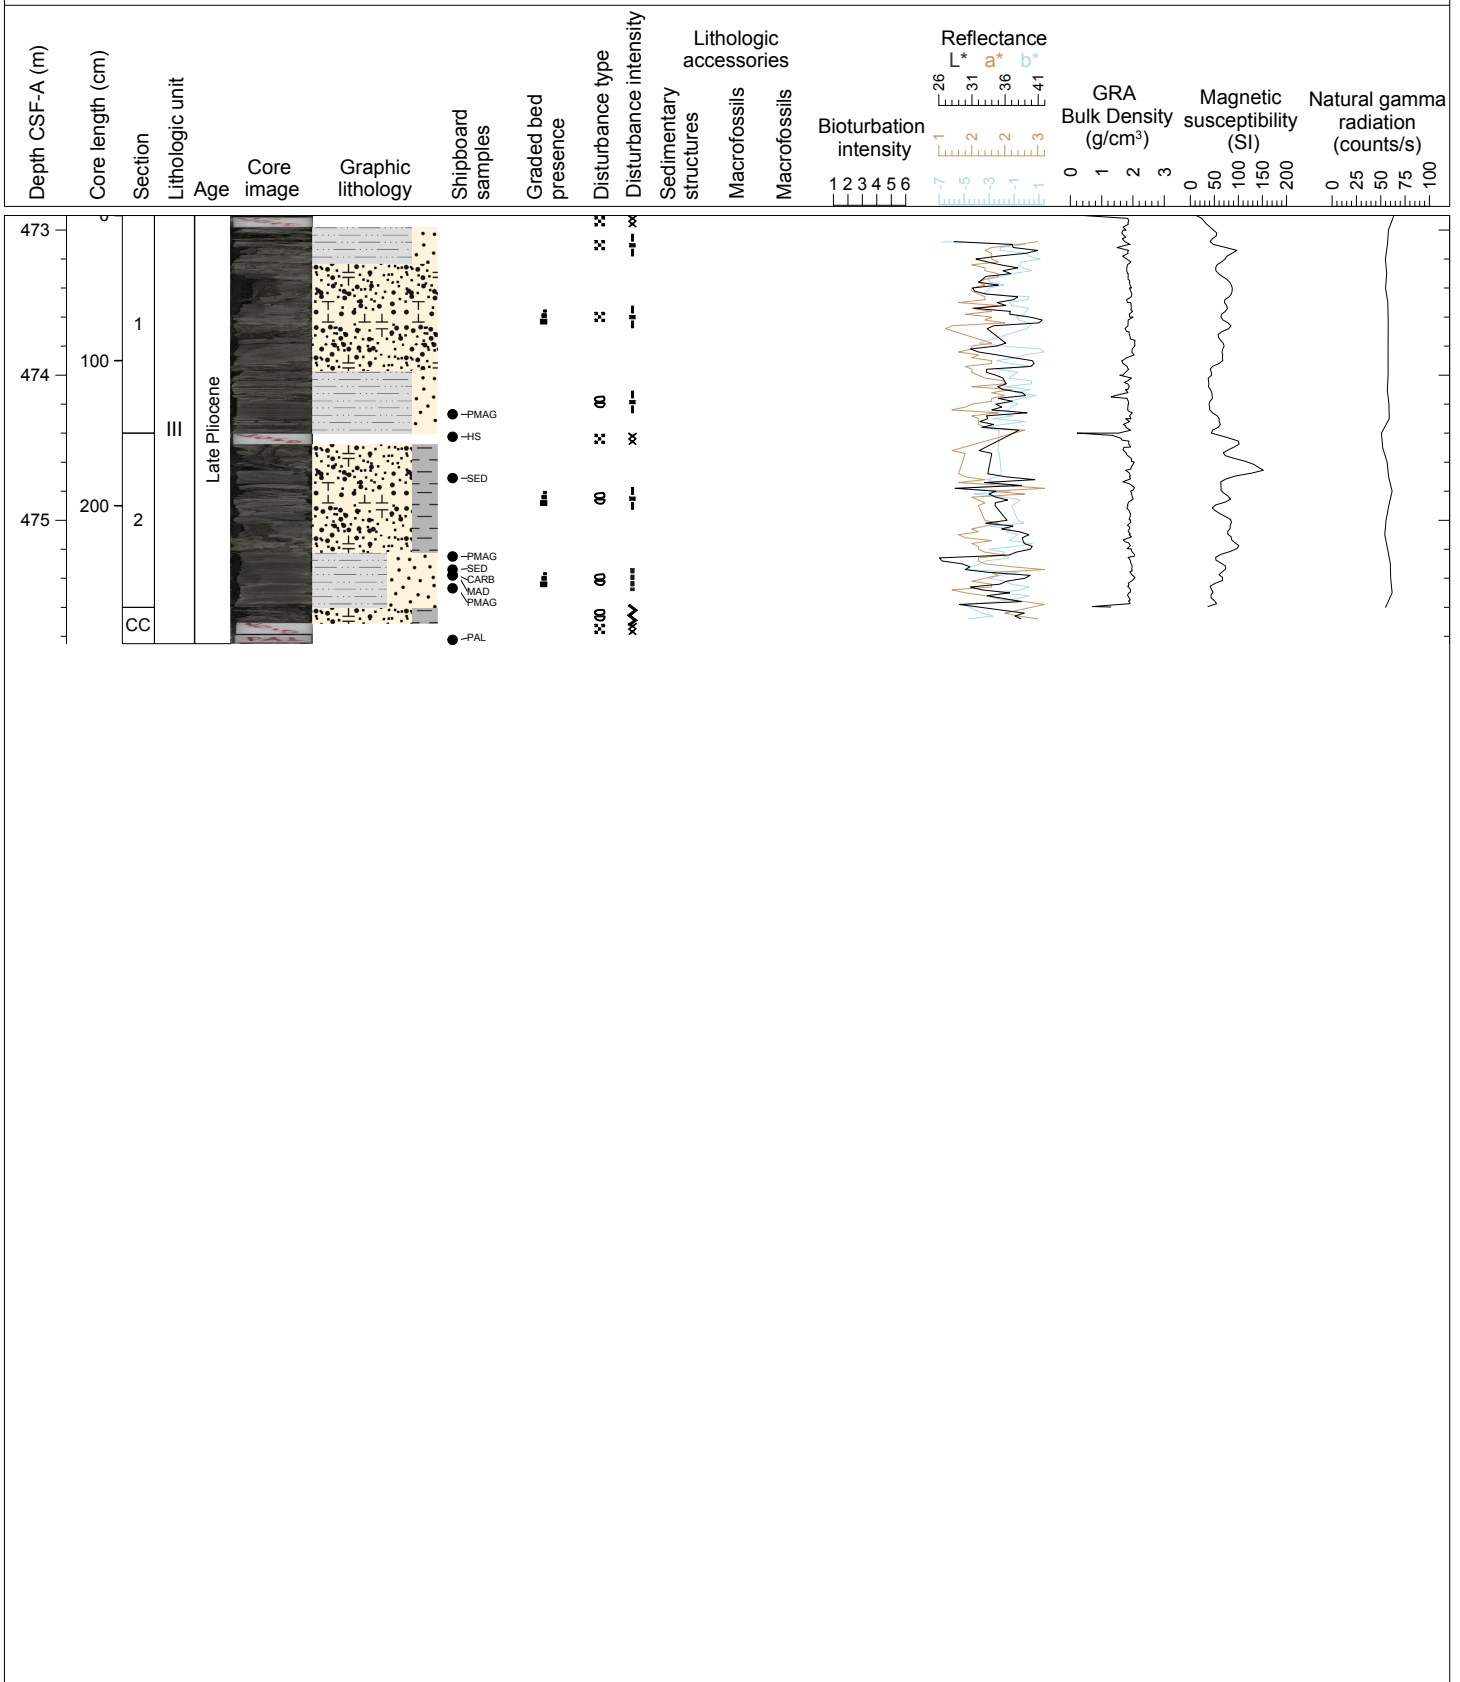 Depth CSF-A (m)
Core length (cm)
Section
Lithologic unit
Age
Core
image
Graphic
lithology
Shipboard
samples
Graded bed
presence
Disturbance type
Disturbance intensity
Lithologic
accessories
Sedimentary
structures
Macrofossils
Macrofossils
Bioturbation
intensity
1 2 3 4 5 6
Reflectance
L* a* b*
26 31 36 41
1 2 2 3
-7 -5 -3 -1 1
GRA
Bulk Density
(g/cm³)
0 1 2 3
Magnetic
susceptibility
(SI)
0 50 100 150 200
Natural gamma
radiation
(counts/s)
0 25 50 75 100
473
474
475
0
100
200
1
2
CC
III
Late Pliocene
PMAG
HS
SED
PMAG
SED
CARB
MAD
PMAG
PAL
PAL